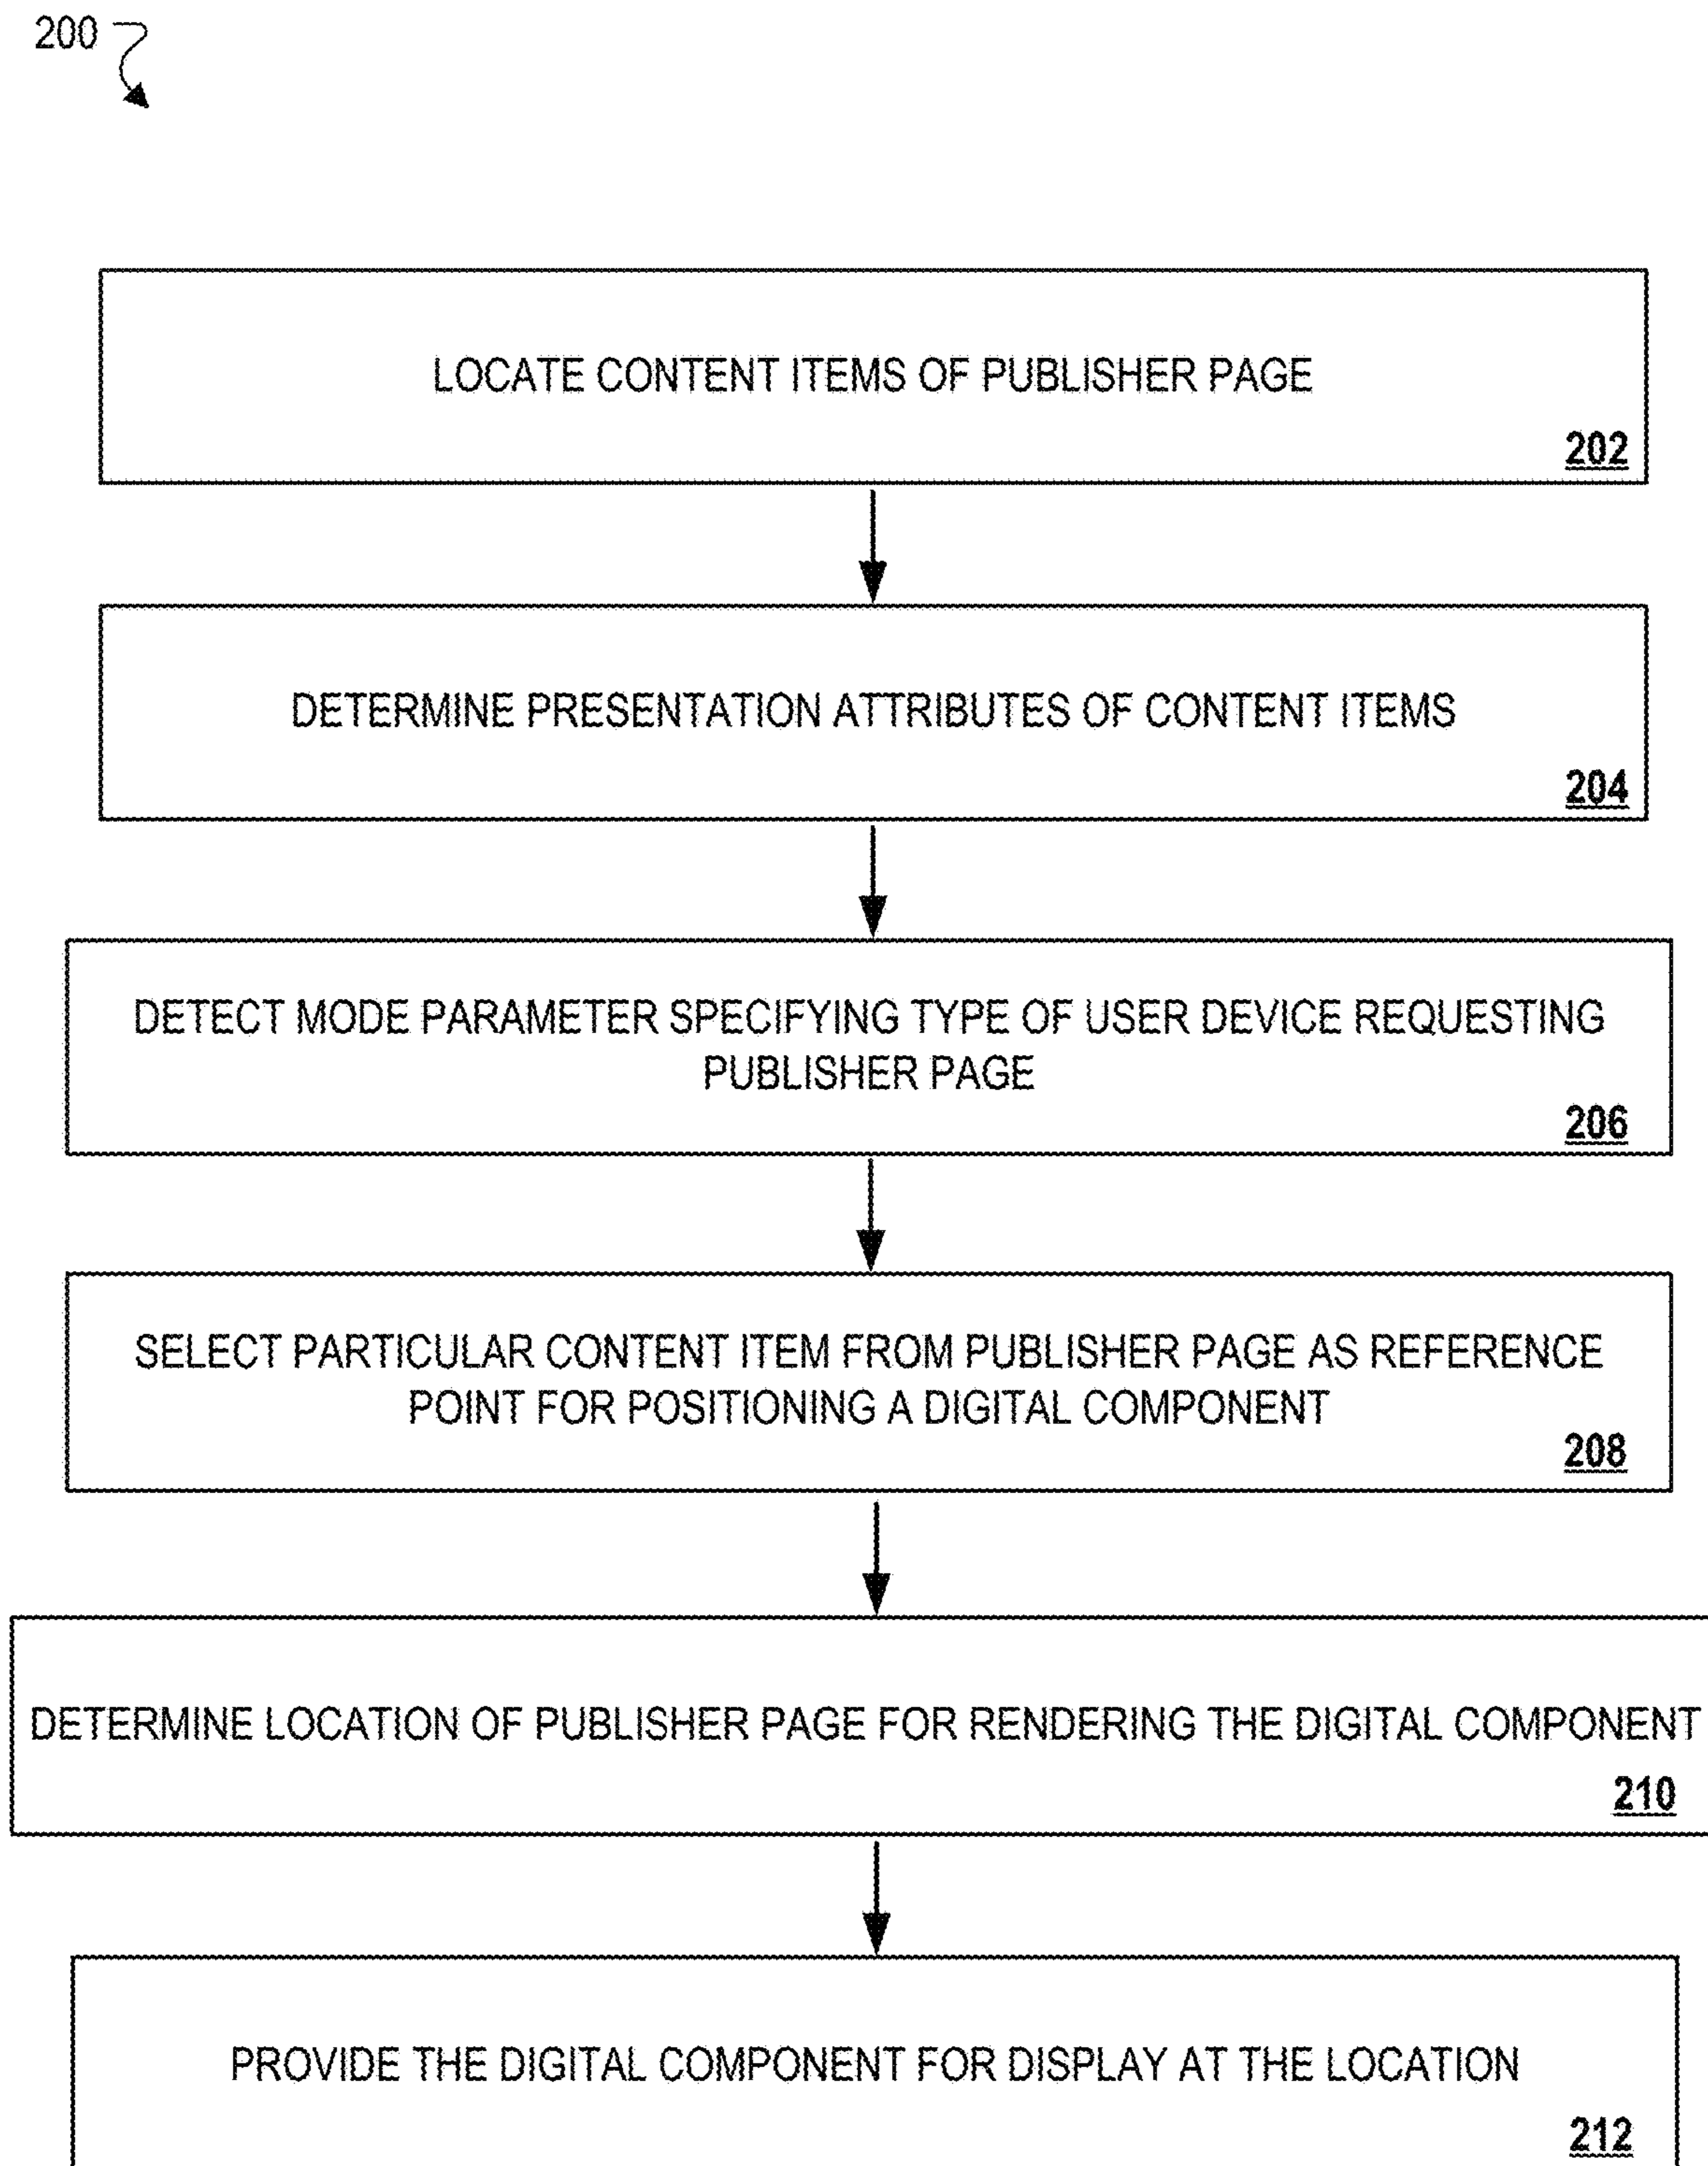 200
LOCATE CONTENT ITEMS OF PUBLISHER PAGE
202
DETERMINE PRESENTATION ATTRIBUTES OF CONTENT ITEMS
204
DETECT MODE PARAMETER SPECIFYING TYPE OF USER DEVICE REQUESTING
PUBLISHER PAGE
206
SELECT PARTICULAR CONTENT ITEM FROM PUBLISHER PAGE AS REFERENCE
POINT FOR POSITIONING A DIGITAL COMPONENT
208
DETERMINE LOCATION OF PUBLISHER PAGE FOR RENDERING THE DIGITAL COMPONENT
210
PROVIDE THE DIGITAL COMPONENT FOR DISPLAY AT THE LOCATION
212